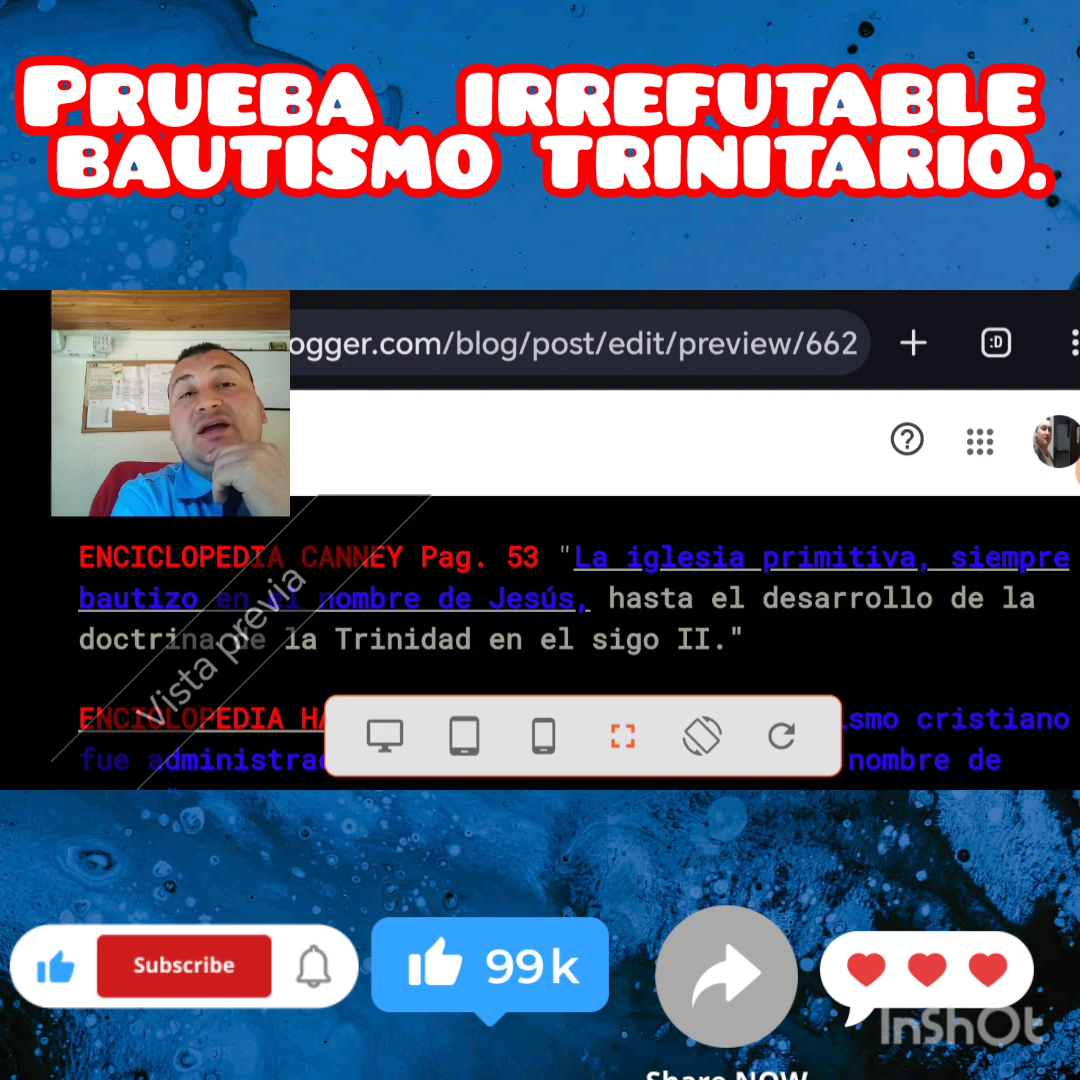 PRUEBA IRREFUTABLE
BAUTISMO TRINITARIO.
ogger.com/blog/post/edit/preview/662
:D
ENCICLOPEDIA CANNEY Pag. 53 "La iglesia primitiva, siempre
bautizo en el nombre de Jesús, hasta el desarrollo de la
doctrina de la Trinidad en el sigo II."
Vista previa
ENCICLOPEDIA HA ismo cristiano
fue administra nombre de
Subscribe
99k
InShOt
Share NOW